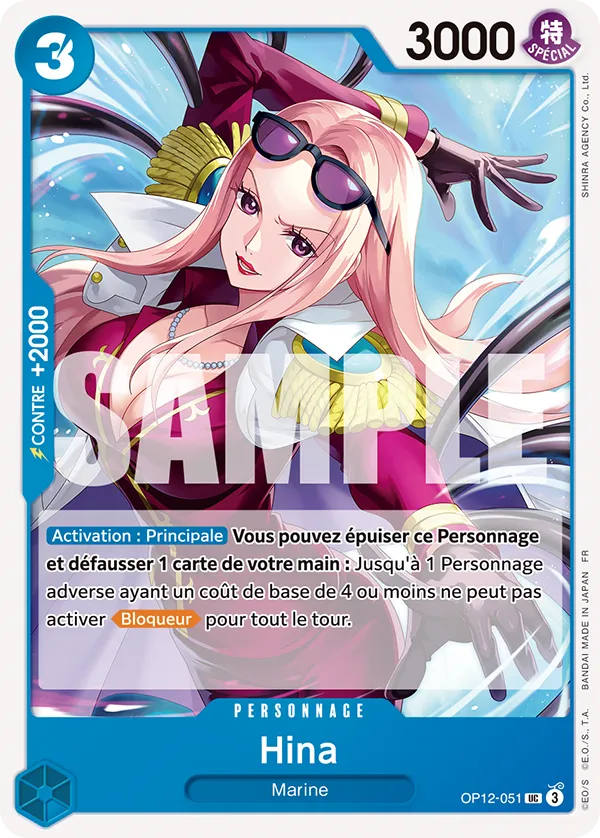 3
3000
特
SPÉCIAL
CONTRE +2000
SAMPLE
Activation : Principale Vous pouvez épuiser ce Personnage
et défausser 1 carte de votre main : Jusqu'à 1 Personnage
adverse ayant un coût de base de 4 ou moins ne peut pas
activer Bloqueur pour tout le tour.
PERSONNAGE
Hina
Marine
OP12-051 UC 3
SHINRA AGENCY Co., Ltd.
©EO/S ©E.O./S., T.A. BANDAI MADE IN JAPAN FR